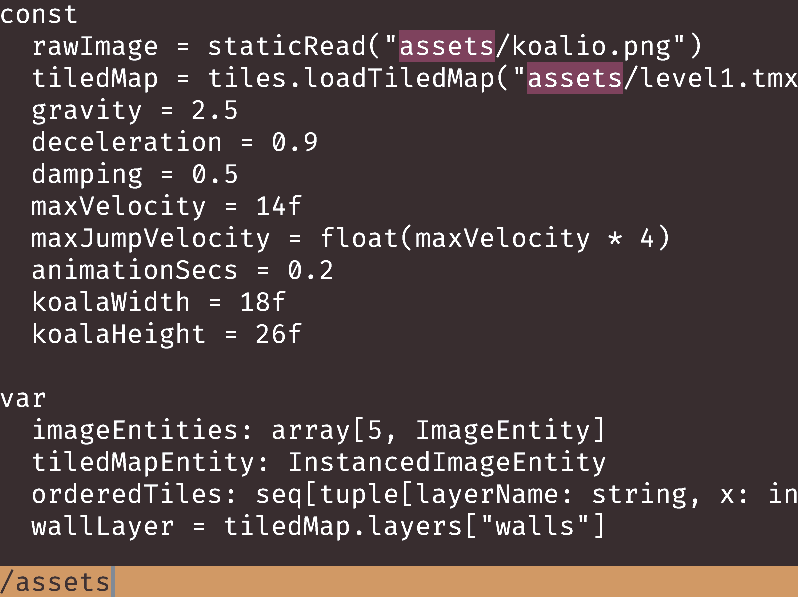 const
  rawImage = staticRead("assets/koalio.png")
  tiledMap = tiles.loadTiledMap("assets/level1.tmx
  gravity = 2.5
  deceleration = 0.9
  damping = 0.5
  maxVelocity = 14f
  maxJumpVelocity = float(maxVelocity * 4)
  animationSecs = 0.2
  koalaWidth = 18f
  koalaHeight = 26f

var
  imageEntities: array[5, ImageEntity]
  tiledMapEntity: InstancedImageEntity
  orderedTiles: seq[tuple[layerName: string, x: in
  wallLayer = tiledMap.layers["walls"]

/assets